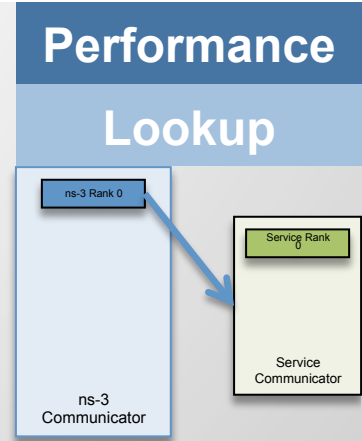 Performance
Lookup
ns-3 Rank 0
Service Rank
0
Service
Communicator
ns-3
Communicator